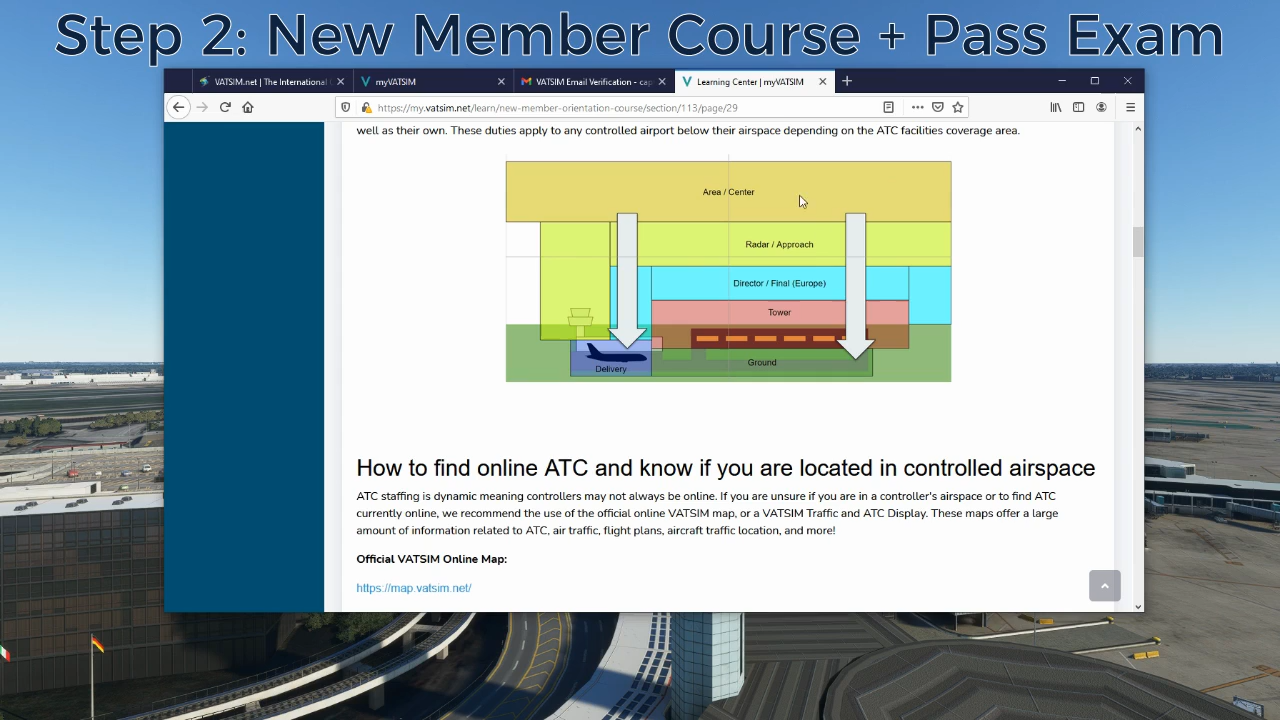 Step 2: New Member Course + Pass Exam
VATSIM.net | The International
myVATSIM
VATSIM Email Verification - cap
Learning Center | myVATSIM
https://my.vatsim.net/learn/new-member-orientation-course/section/113/page/29
well as their own. These duties apply to any controlled airport below their airspace depending on the ATC facilities coverage area.
Area / Center
Radar / Approach
Director / Final (Europe)
Tower
Ground
Delivery
How to find online ATC and know if you are located in controlled airspace
ATC staffing is dynamic meaning controllers may not always be online. If you are unsure if you are in a controller's airspace or to find ATC
currently online, we recommend the use of the official online VATSIM map, or a VATSIM Traffic and ATC Display. These maps offer a large
amount of information related to ATC, air traffic, flight plans, aircraft traffic location, and more!
Official VATSIM Online Map:
https://map.vatsim.net/